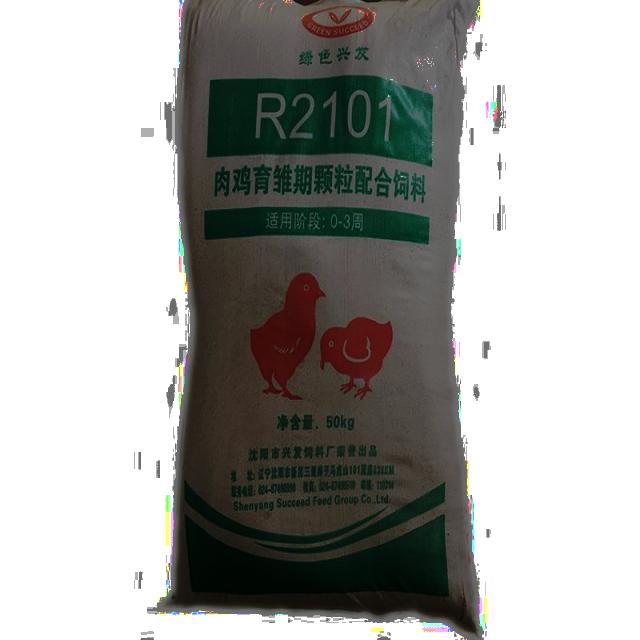 GREEN SUCCEED
绿色兴发
R2101
肉鸡育雏期颗粒配合饲料
适用阶段: 0-3周
净含量. 50kg
沈阳市兴发饲料厂荣誉出品
Shenyang Succeed Feed Group Co.,Ltd.